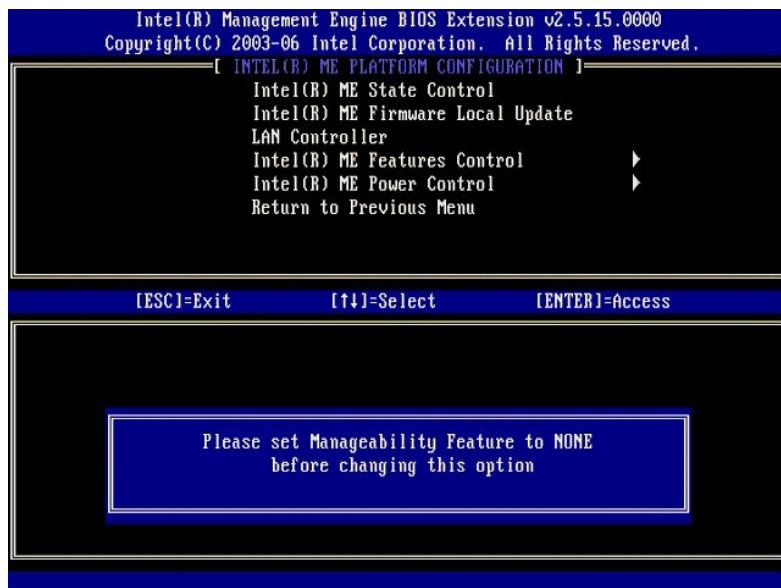 Intel(R) Management Engine BIOS Extension v2.5.15.0000
Copyright(C) 2003-06 Intel Corporation. All Rights Reserved.
[ INTEL(R) ME PLATFORM CONFIGURATION ]
Intel(R) ME State Control
Intel(R) ME Firmware Local Update
LAN Controller
Intel(R) ME Features Control ►
Intel(R) ME Power Control ►
Return to Previous Menu
[ESC]=Exit [↑↓]=Select [ENTER]=Access
Please set Manageability Feature to NONE
before changing this option